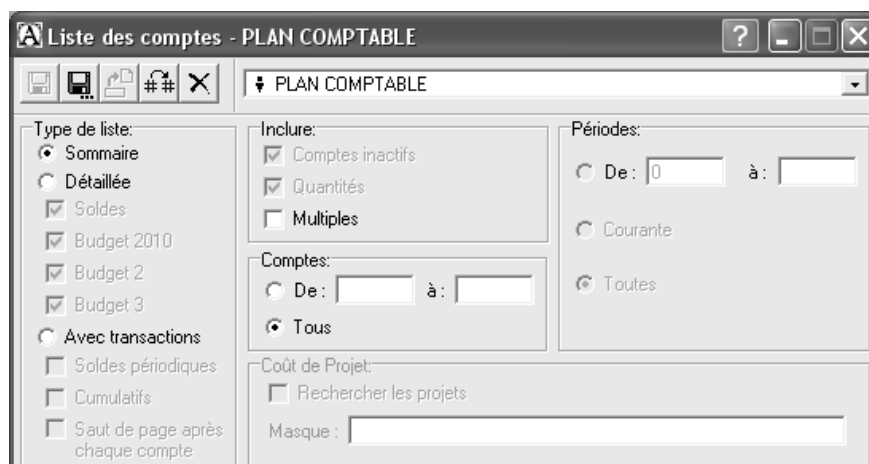 Liste des comptes - PLAN COMPTABLE
PLAN COMPTABLE
Type de liste:
Sommaire
Détaillée
Soldes
Budget 2010
Budget 2
Budget 3
Avec transactions
Soldes périodiques
Cumulatifs
Saut de page après
chaque compte
Inclure:
Comptes inactifs
Quantités
Multiples
Comptes:
De : à :
Tous
Périodes:
De : 0 à :
Courante
Toutes
Coût de Projet:
Rechercher les projets
Masque :